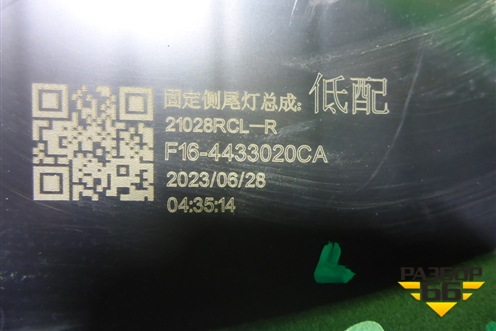 固定侧尾灯总成: 低配
21028RCL-R
F16-4433020CA
2023/06/28
04:35:14
РАЗБОР
66